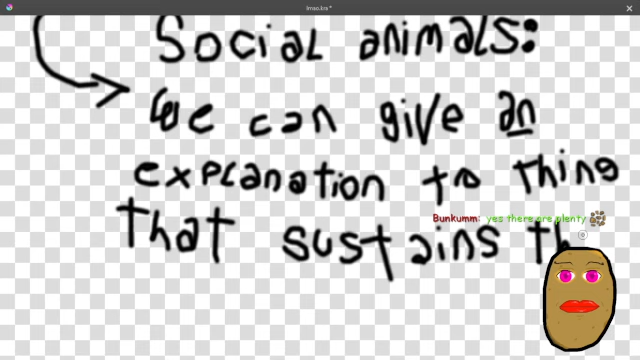 lmao.kra *
Social animals:
We can give an
explanation to thing
Bunkumm: yes there are plenty
that sustains th